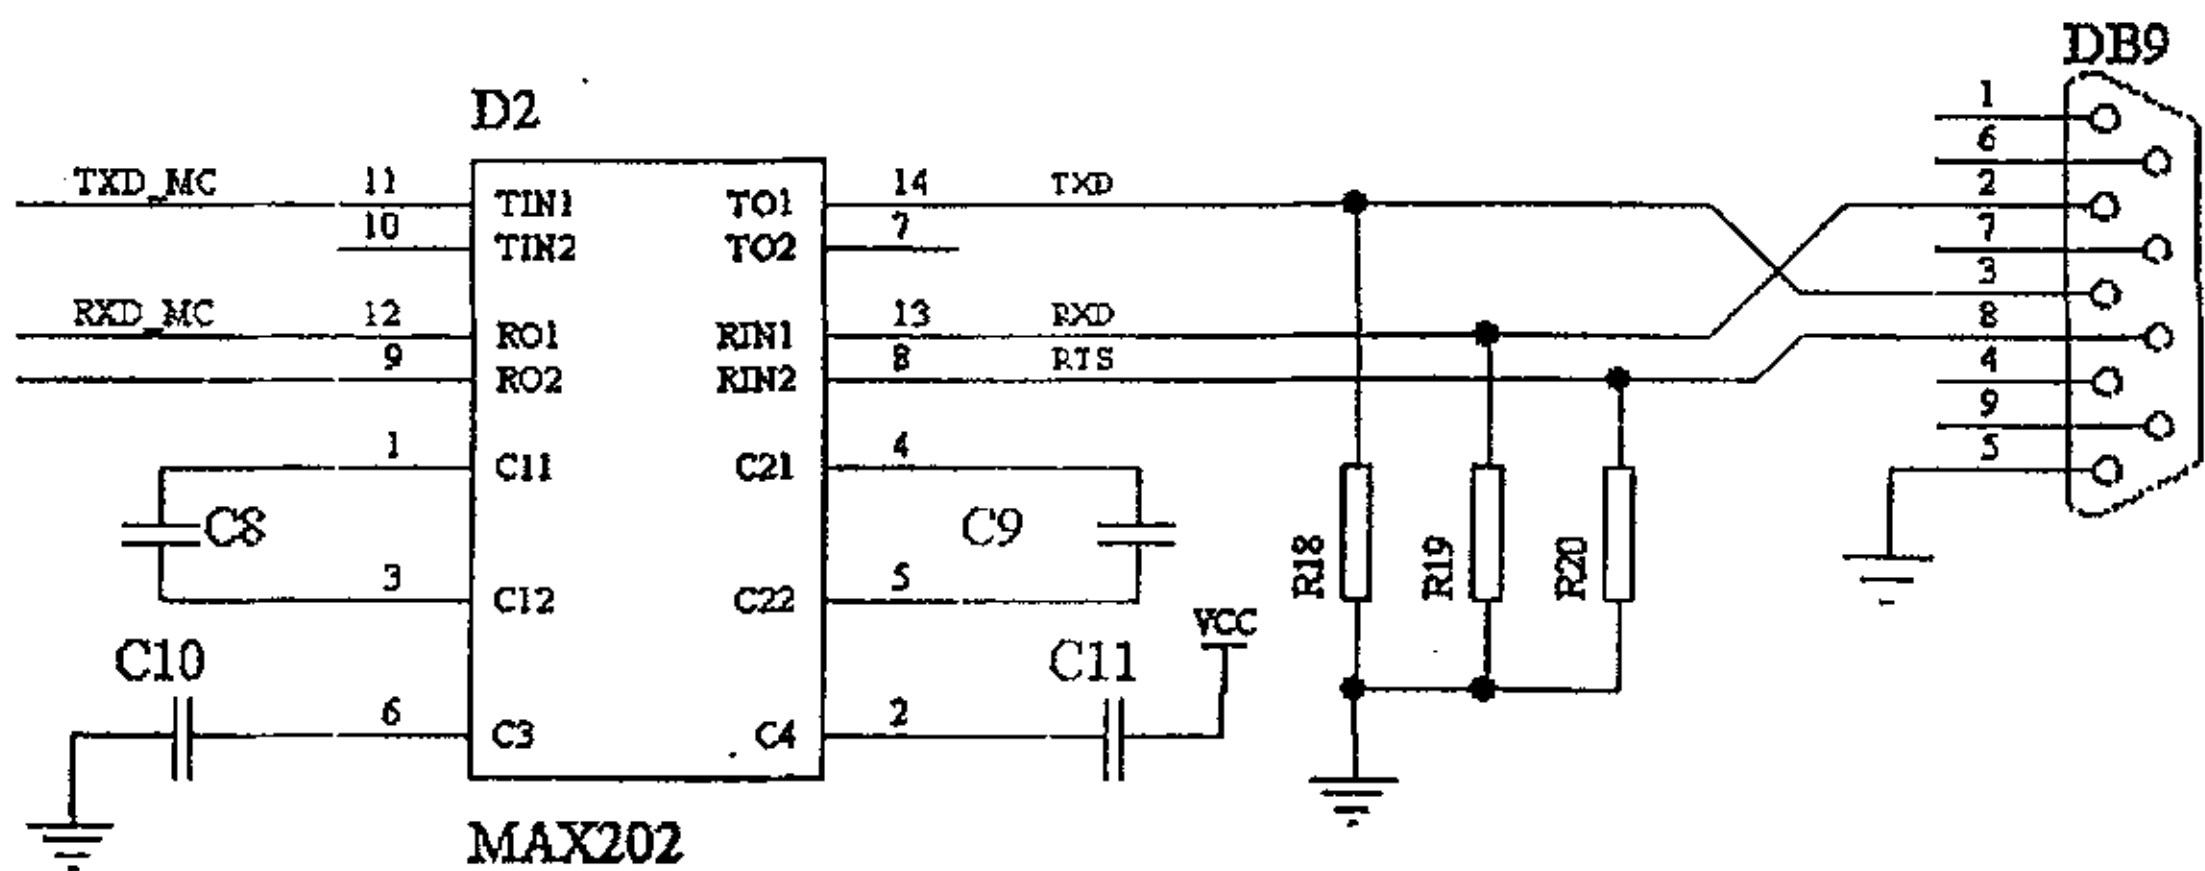 DB9
D2
1
6
TXD_MC 11 TIN1 TO1 14 TXD 2
10 TIN2 TO2 7 7
3
RXD_MC 12 RO1 RIN1 13 RXD 8
9 RO2 RIN2 8 RTS 4
9
1 C11 C21 4 5
C8 C9
R18 R19 R20
3 C12 C22 5
VCC
C10 C11
6 C3 C4 2
MAX202